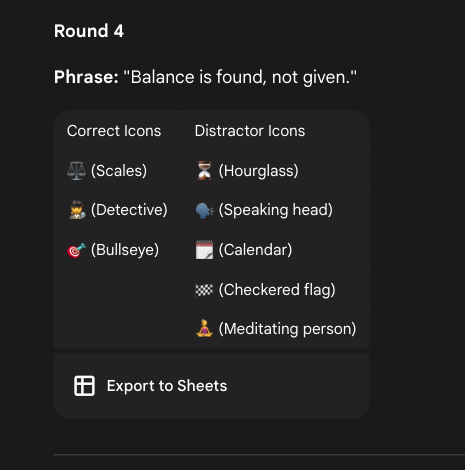 Round 4
Phrase: "Balance is found, not given."
Correct Icons Distractor Icons
⚖️ (Scales) ⏳ (Hourglass)
🕵️ (Detective) 🗣️ (Speaking head)
🎯 (Bullseye) 🗓️ (Calendar)
🏁 (Checkered flag)
🧘 (Meditating person)
Export to Sheets